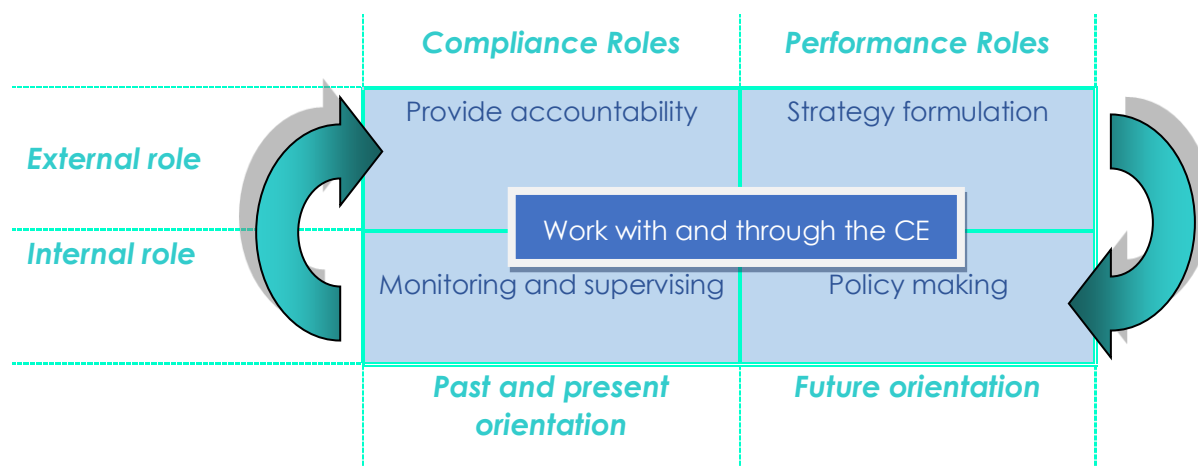 Compliance Roles
Performance Roles
Provide accountability
Strategy formulation
External role
Work with and through the CE
Internal role
Monitoring and supervising
Policy making
Past and present
orientation
Future orientation